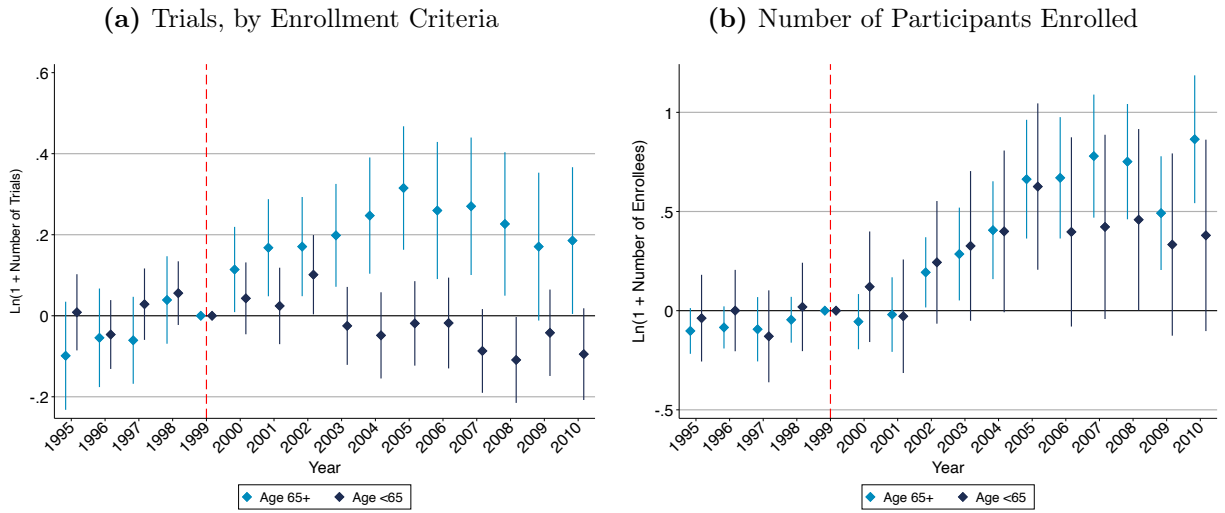 (a) Trials, by Enrollment Criteria
Ln(1 + Number of Trials)
.6
.4
.2
0
-.2
1995 1996 1997 1998 1999 2000 2001 2002 2003 2004 2005 2006 2007 2008 2009 2010
Year
Age 65+ Age <65
(b) Number of Participants Enrolled
Ln(1 + Number of Enrollees)
1
.5
0
-.5
1995 1996 1997 1998 1999 2000 2001 2002 2003 2004 2005 2006 2007 2008 2009 2010
Year
Age 65+ Age <65